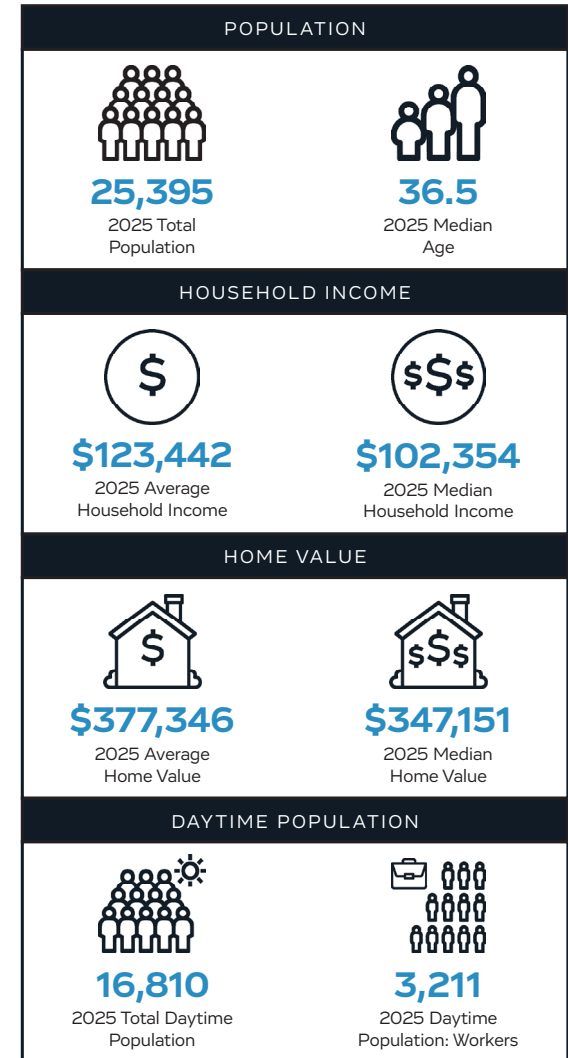 POPULATION
25,395
2025 Total
Population
36.5
2025 Median
Age
HOUSEHOLD INCOME
$
$123,442
2025 Average
Household Income
$$$
$102,354
2025 Median
Household Income
HOME VALUE
$
$377,346
2025 Average
Home Value
$$$
$347,151
2025 Median
Home Value
DAYTIME POPULATION
16,810
2025 Total Daytime
Population
3,211
2025 Daytime
Population: Workers